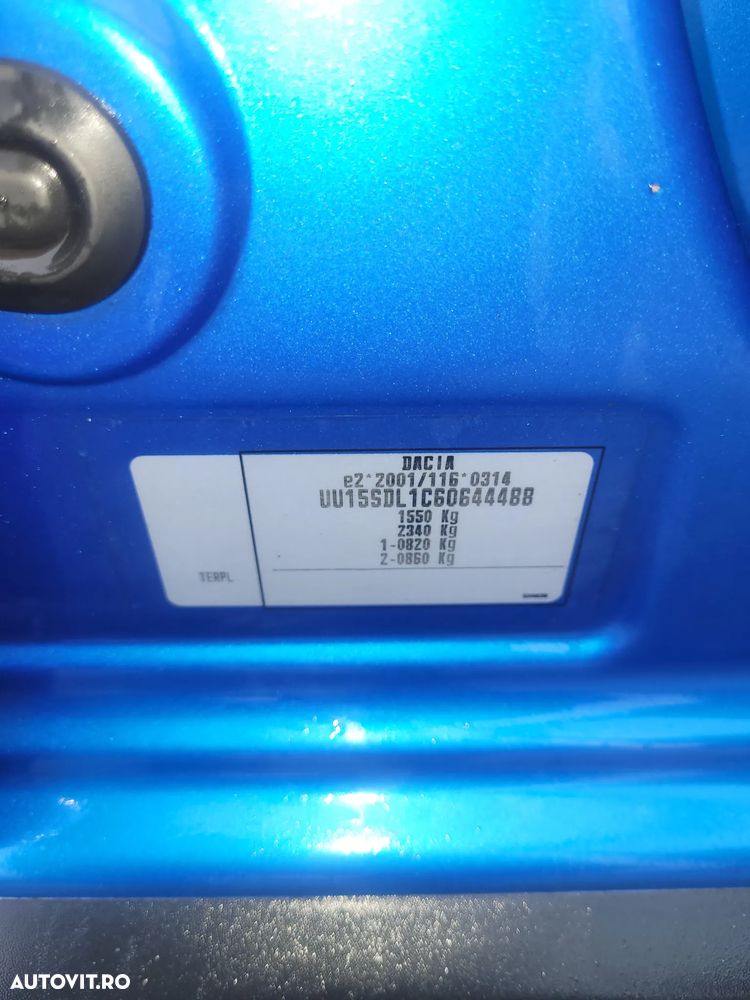 DACIA
e2*2001/116*0314
UU15SDL1C60644488
1550 Kg
2340 Kg
1-0820 Kg
2-0860 Kg
TERPL
AUTOVIT.RO